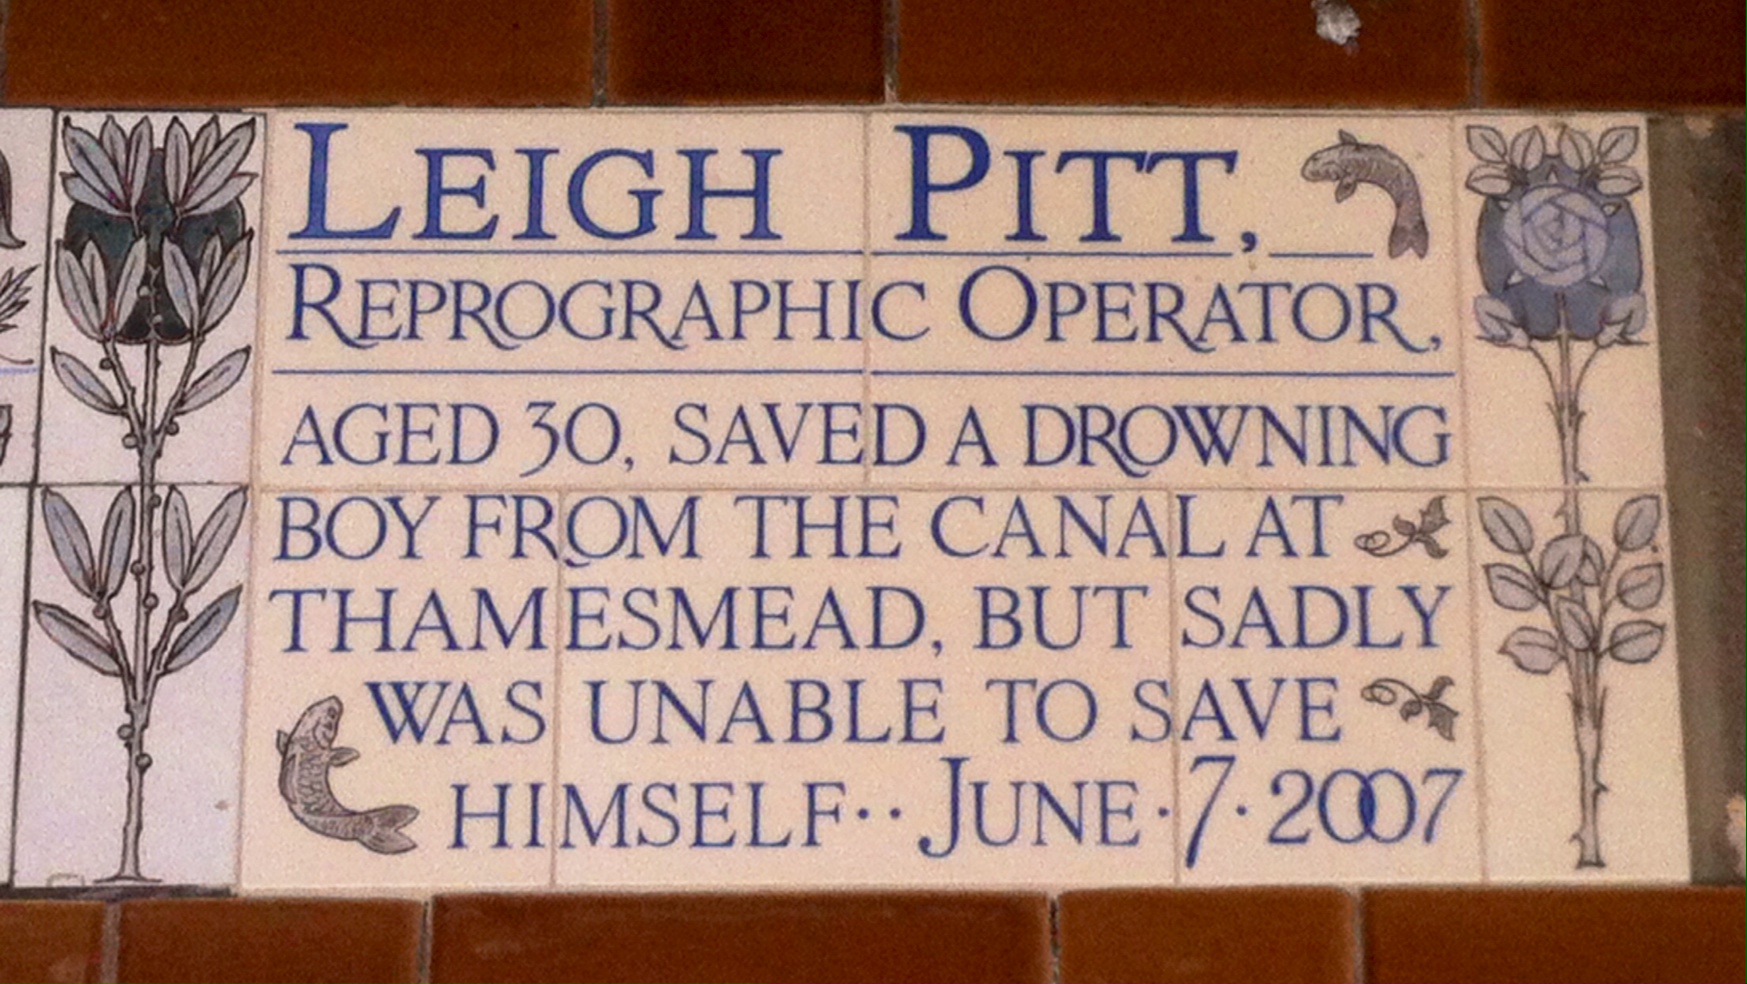 LEIGH PITT,
REPROGRAPHIC OPERATOR,
AGED 30, SAVED A DROWNING
BOY FROM THE CANAL AT
THAMESMEAD, BUT SADLY
WAS UNABLE TO SAVE
HIMSELF·· JUNE·7·2007